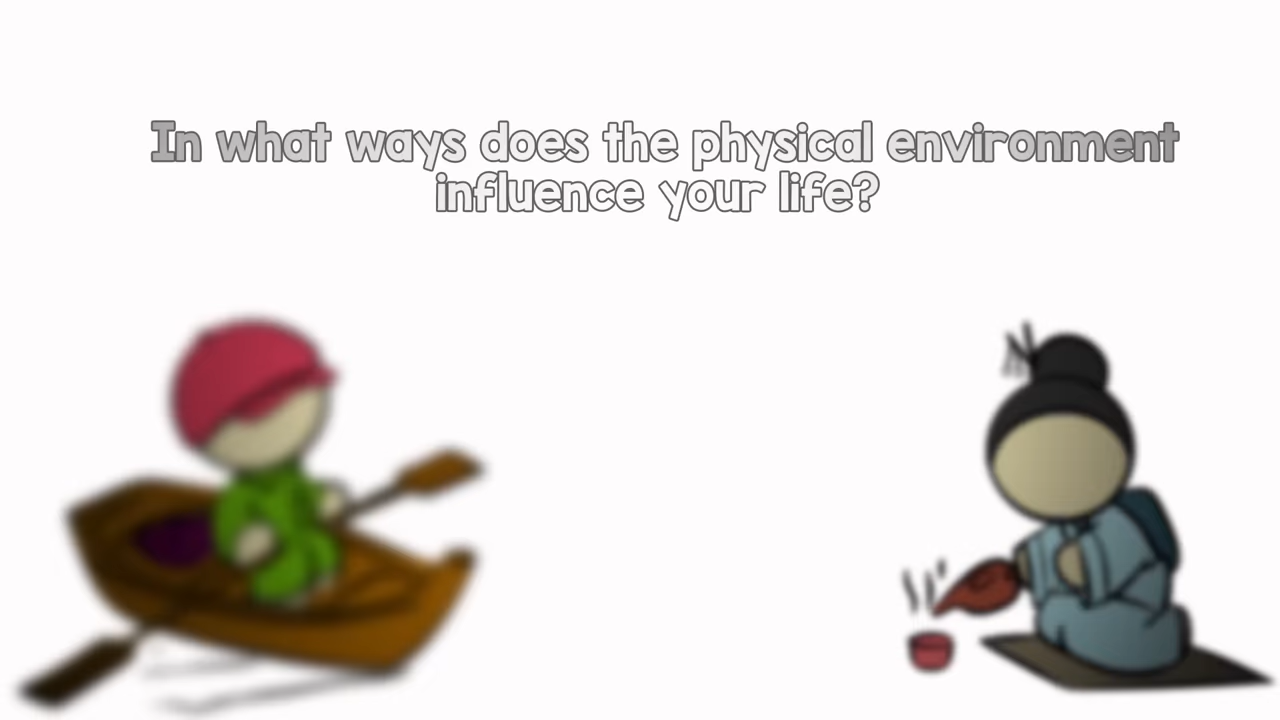 In what ways does the physical environment
influence your life?